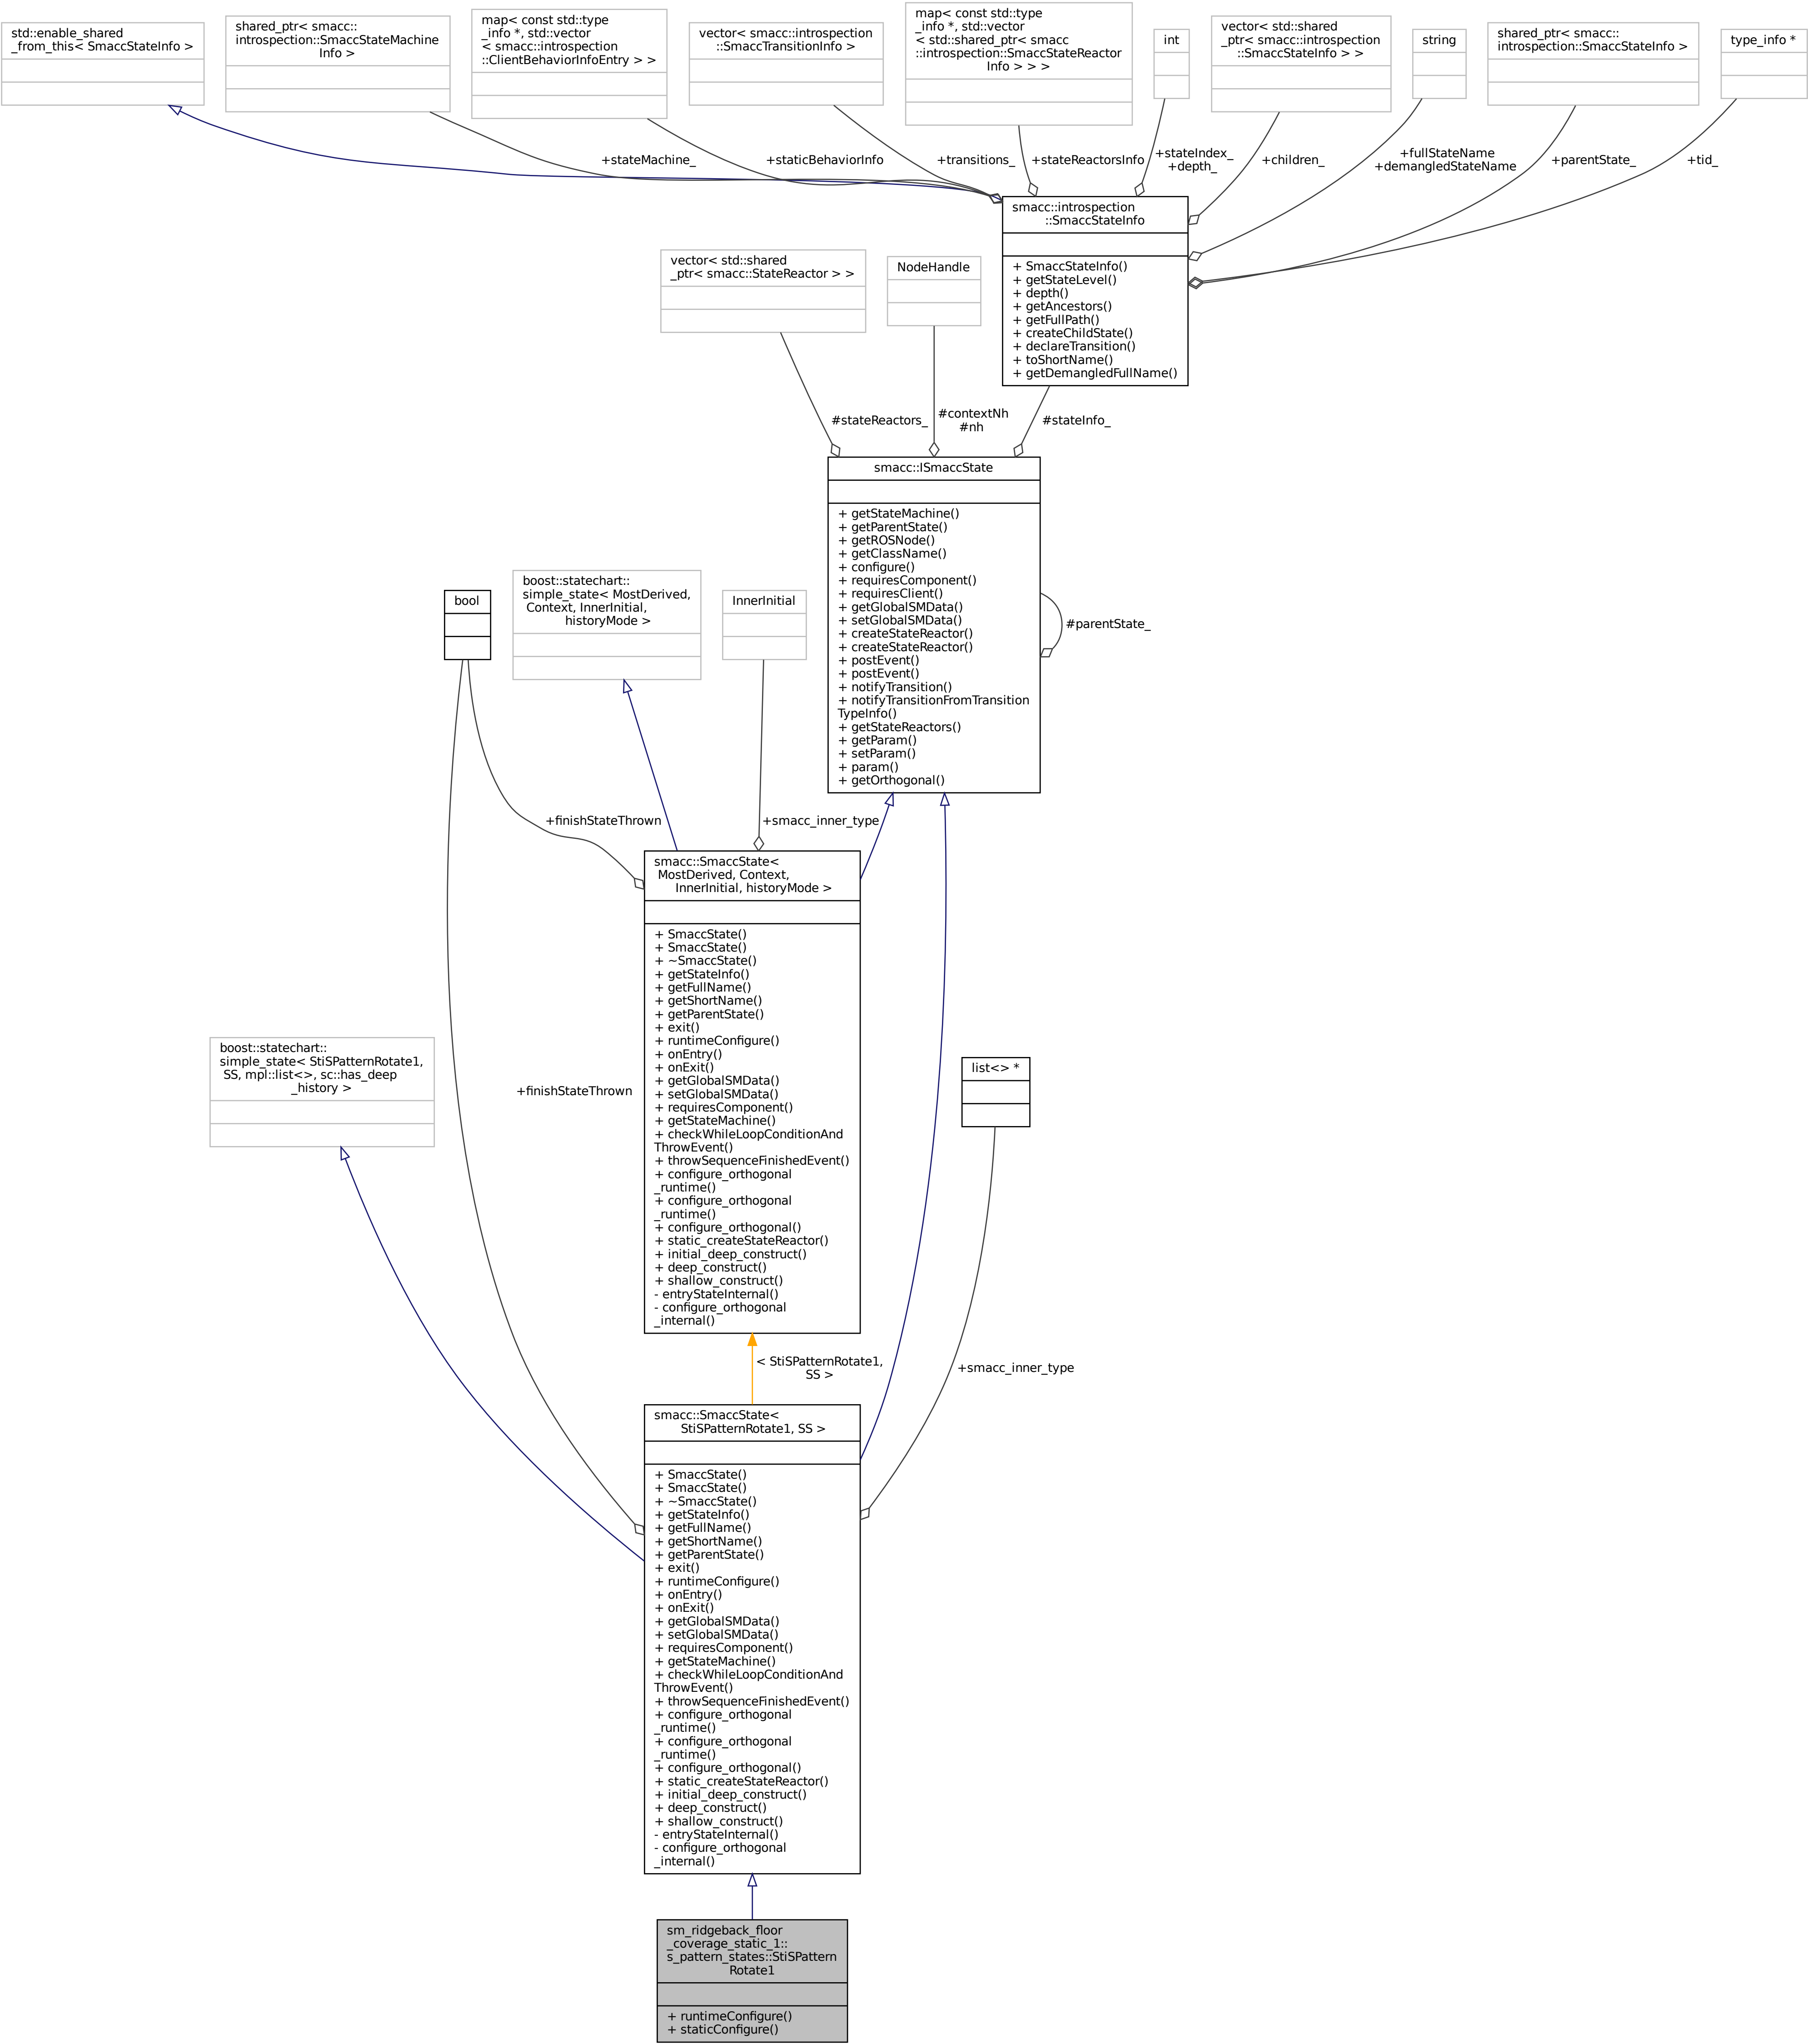 std::enable_shared
_from_this< SmaccStateInfo >
shared_ptr< smacc::
introspection::SmaccStateMachine
Info >
map< const std::type
_info *, std::vector
< smacc::introspection
::ClientBehaviorInfoEntry > >
vector< smacc::introspection
::SmaccTransitionInfo >
map< const std::type
_info *, std::vector
< std::shared_ptr< smacc
::introspection::SmaccStateReactor
Info > > >
int
vector< std::shared
_ptr< smacc::introspection
::SmaccStateInfo > >
string
shared_ptr< smacc::
introspection::SmaccStateInfo >
type_info *
+stateMachine_
+staticBehaviorInfo
+transitions_
+stateReactorsInfo
+stateIndex_
+depth_
+children_
+fullStateName
+demangledStateName
+parentState_
+tid_
smacc::introspection
::SmaccStateInfo
+ SmaccStateInfo()
+ getStateLevel()
+ depth()
+ getAncestors()
+ getFullPath()
+ createChildState()
+ declareTransition()
+ toShortName()
+ getDemangledFullName()
vector< std::shared
_ptr< smacc::StateReactor > >
NodeHandle
#stateReactors_
#contextNh
#nh
#stateInfo_
smacc::ISmaccState
+ getStateMachine()
+ getParentState()
+ getROSNode()
+ getClassName()
+ configure()
+ requiresComponent()
+ requiresClient()
+ getGlobalSMData()
+ setGlobalSMData()
+ createStateReactor()
+ createStateReactor()
+ postEvent()
+ postEvent()
+ notifyTransition()
+ notifyTransitionFromTransition
TypeInfo()
+ getStateReactors()
+ getParam()
+ setParam()
+ param()
+ getOrthogonal()
#parentState_
bool
boost::statechart::
simple_state< MostDerived,
Context, InnerInitial,
historyMode >
InnerInitial
+finishStateThrown
+smacc_inner_type
smacc::SmaccState<
MostDerived, Context,
InnerInitial, historyMode >
+ SmaccState()
+ SmaccState()
+ ~SmaccState()
+ getStateInfo()
+ getFullName()
+ getShortName()
+ getParentState()
+ exit()
+ runtimeConfigure()
+ onEntry()
+ onExit()
+ getGlobalSMData()
+ setGlobalSMData()
+ requiresComponent()
+ getStateMachine()
+ checkWhileLoopConditionAnd
ThrowEvent()
+ throwSequenceFinishedEvent()
+ configure_orthogonal
_runtime()
+ configure_orthogonal
_runtime()
+ configure_orthogonal()
+ static_createStateReactor()
+ initial_deep_construct()
+ deep_construct()
+ shallow_construct()
- entryStateInternal()
- configure_orthogonal
_internal()
boost::statechart::
simple_state< StiSPatternRotate1,
SS, mpl::list<>, sc::has_deep
_history >
+finishStateThrown
list<> *
< StiSPatternRotate1,
SS >
+smacc_inner_type
smacc::SmaccState<
StiSPatternRotate1, SS >
+ SmaccState()
+ SmaccState()
+ ~SmaccState()
+ getStateInfo()
+ getFullName()
+ getShortName()
+ getParentState()
+ exit()
+ runtimeConfigure()
+ onEntry()
+ onExit()
+ getGlobalSMData()
+ setGlobalSMData()
+ requiresComponent()
+ getStateMachine()
+ checkWhileLoopConditionAnd
ThrowEvent()
+ throwSequenceFinishedEvent()
+ configure_orthogonal
_runtime()
+ configure_orthogonal
_runtime()
+ configure_orthogonal()
+ static_createStateReactor()
+ initial_deep_construct()
+ deep_construct()
+ shallow_construct()
- entryStateInternal()
- configure_orthogonal
_internal()
sm_ridgeback_floor
_coverage_static_1::
s_pattern_states::StiSPattern
Rotate1
+ runtimeConfigure()
+ staticConfigure()